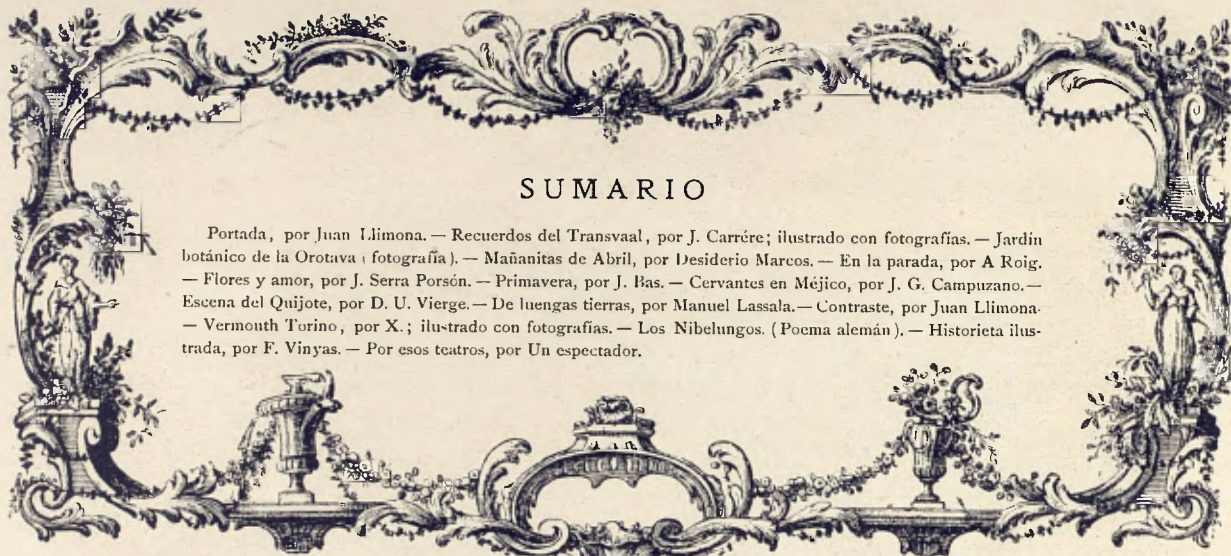 SUMARIO
Portada, por Juan Llimona. — Recuerdos del Transvaal, por J. Carrére; ilustrado con fotografías. — Jardín
botánico de la Orotava (fotografía). — Mañanitas de Abril, por Desiderio Marcos. — En la parada, por A Roig.
— Flores y amor, por J. Serra Porsón. — Primavera, por J. Bas. — Cervantes en Méjico, por J. G. Campuzano. —
Escena del Quijote, por D. U. Vierge. — De luengas tierras, por Manuel Lassala. — Contraste, por Juan Llimona.
— Vermouth Torino, por X.; ilustrado con fotografías. — Los Nibelungos. (Poema alemán). — Historieta ilus-
trada, por F. Vinyas. — Por esos teatros, por Un espectador.